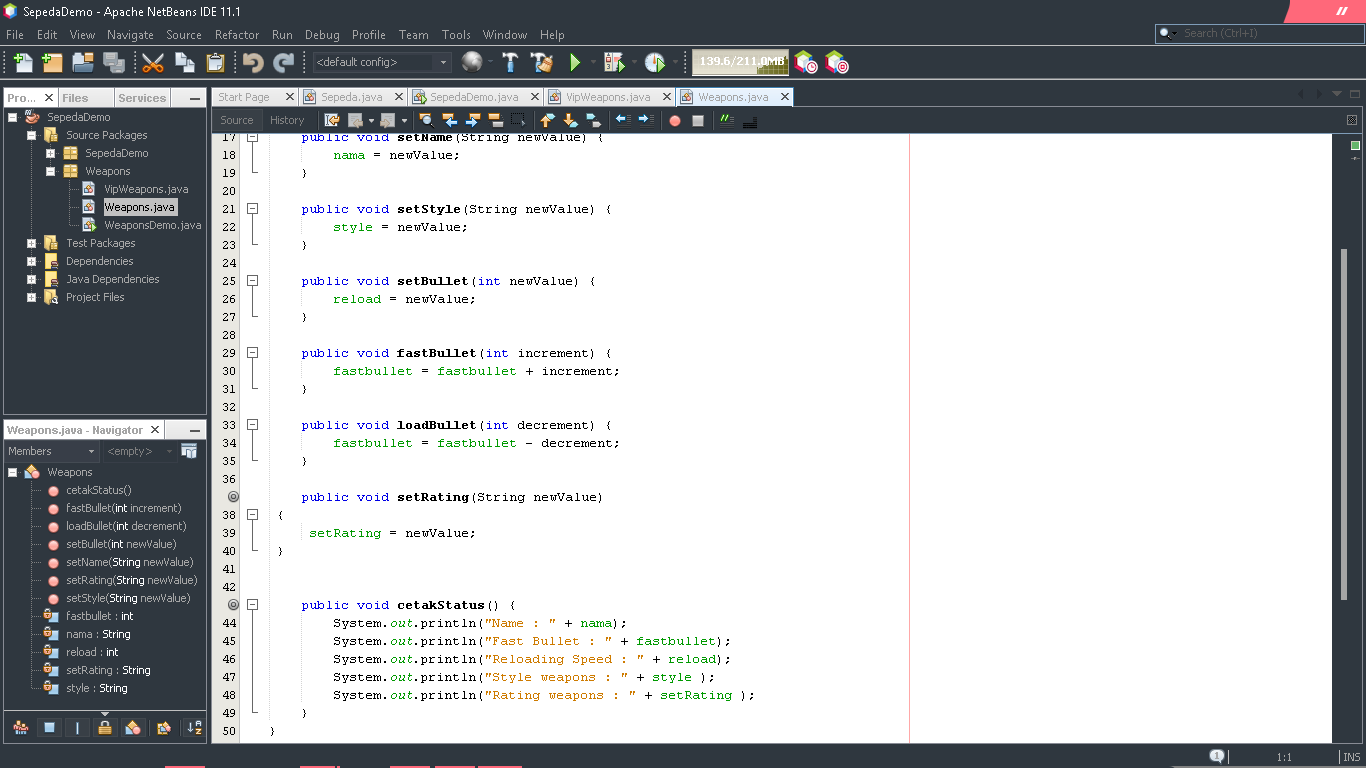 SepedaDemo - Apache NetBeans IDE 11.1
File Edit View Navigate Source Refactor Run Debug Profile Team Tools Window Help
Search (Ctrl+I)
<default config>
139.6/211.0MB
Pro... Files Services
SepedaDemo
Source Packages
SepedaDemo
Weapons
VipWeapons.java
Weapons.java
WeaponsDemo.java
Test Packages
Dependencies
Java Dependencies
Project Files
Weapons.java - Navigator
Members <empty>
Weapons
cetakStatus()
fastBullet(int increment)
loadBullet(int decrement)
setBullet(int newValue)
setName(String newValue)
setRating(String newValue)
setStyle(String newValue)
fastbullet : int
nama : String
reload : int
setRating : String
style : String
Start Page Sepeda.java SepedaDemo.java VipWeapons.java Weapons.java
Source History
17 public void setName(String newValue) {
18 nama = newValue;
19 }
20
21 public void setStyle(String newValue) {
22 style = newValue;
23 }
24
25 public void setBullet(int newValue) {
26 reload = newValue;
27 }
28
29 public void fastBullet(int increment) {
30 fastbullet = fastbullet + increment;
31 }
32
33 public void loadBullet(int decrement) {
34 fastbullet = fastbullet - decrement;
35 }
36
public void setRating(String newValue)
38 {
39 setRating = newValue;
40 }
41
42
public void cetakStatus() {
44 System.out.println("Name : " + nama);
45 System.out.println("Fast Bullet : " + fastbullet);
46 System.out.println("Reloading Speed : " + reload);
47 System.out.println("Style weapons : " + style );
48 System.out.println("Rating weapons : " + setRating );
49 }
50 }
1
1:1
INS